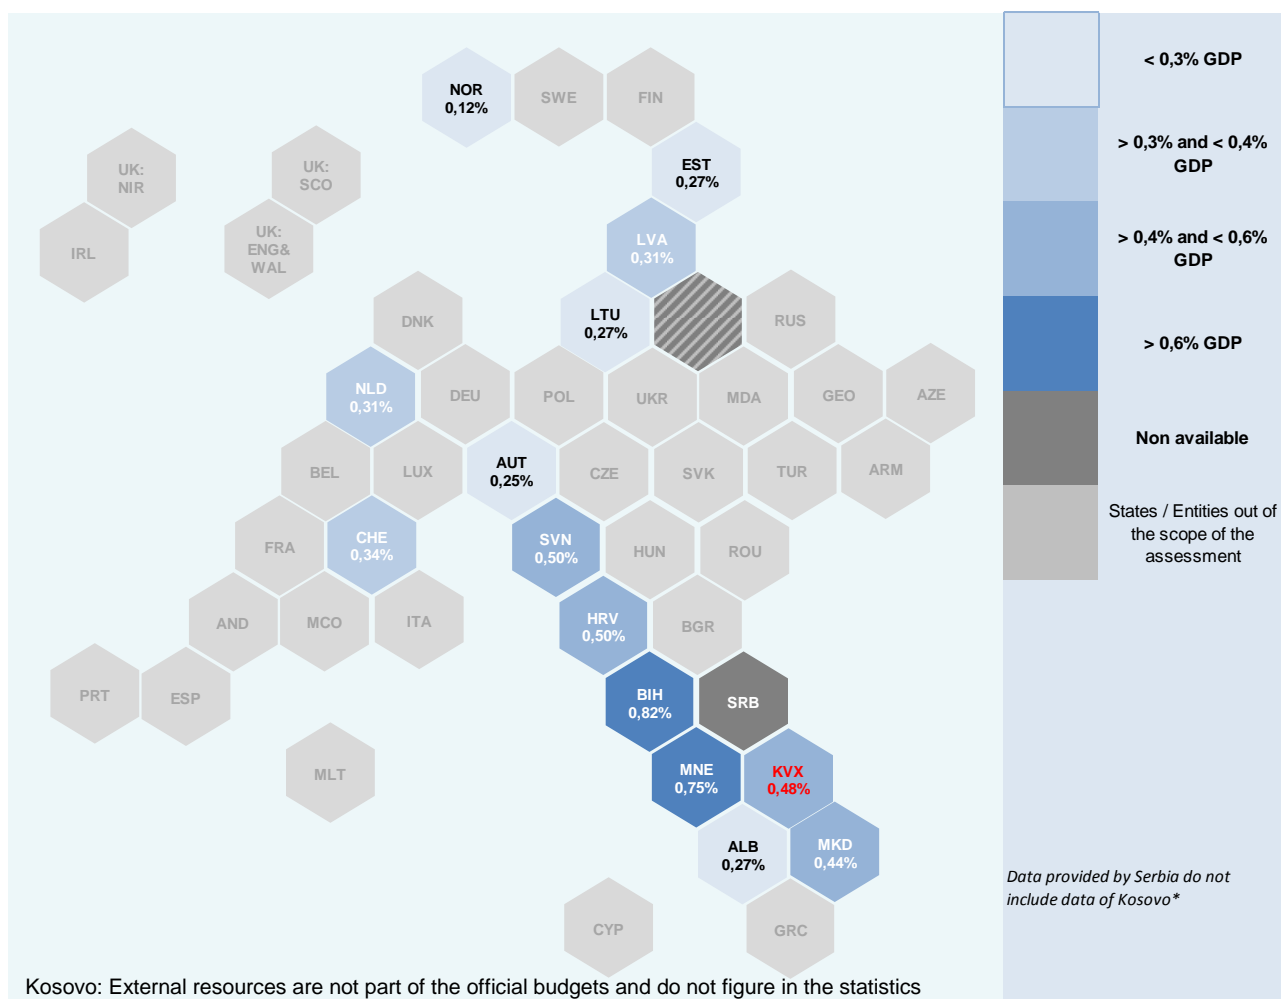 NOR
0,12%
SWE
FIN
UK:
NIR
UK:
SCO
EST
0,27%
IRL
UK:
ENG&
WAL
LVA
0,31%
DNK
LTU
0,27%
RUS
NLD
0,31%
DEU
POL
UKR
MDA
GEO
AZE
BEL
LUX
AUT
0,25%
CZE
SVK
TUR
ARM
FRA
CHE
0,34%
SVN
0,50%
HUN
ROU
AND
MCO
ITA
HRV
0,50%
BGR
PRT
ESP
BIH
0,82%
SRB
MLT
MNE
0,75%
KVX
0,48%
ALB
0,27%
MKD
0,44%
CYP
GRC
Kosovo: External resources are not part of the official budgets and do not figure in the statistics
< 0,3% GDP
> 0,3% and < 0,4%
GDP
> 0,4% and < 0,6%
GDP
> 0,6% GDP
Non available
States / Entities out of
the scope of the
assessment
Data provided by Serbia do not
include data of Kosovo*